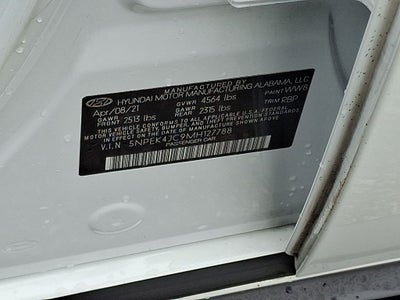 MANUFACTURED BY
HYUNDAI MOTOR MANUFACTURING ALABAMA, LLC
Apr/08/21 GVWR 4564 lbs PAINT WW8
GAWR FRONT 2513 lbs GAWR REAR 2315 lbs TRIM RBP
THIS VEHICLE CONFORMS TO ALL APPLICABLE U.S.A. FEDERAL
MOTOR VEHICLE SAFETY, BUMPER, AND THEFT PREVENTION STANDARDS
IN EFFECT ON THE DATE OF MANUFACTURE SHOWN ABOVE.
V.I.N 5NPEK4JC9MH127788
PASSENGER CAR